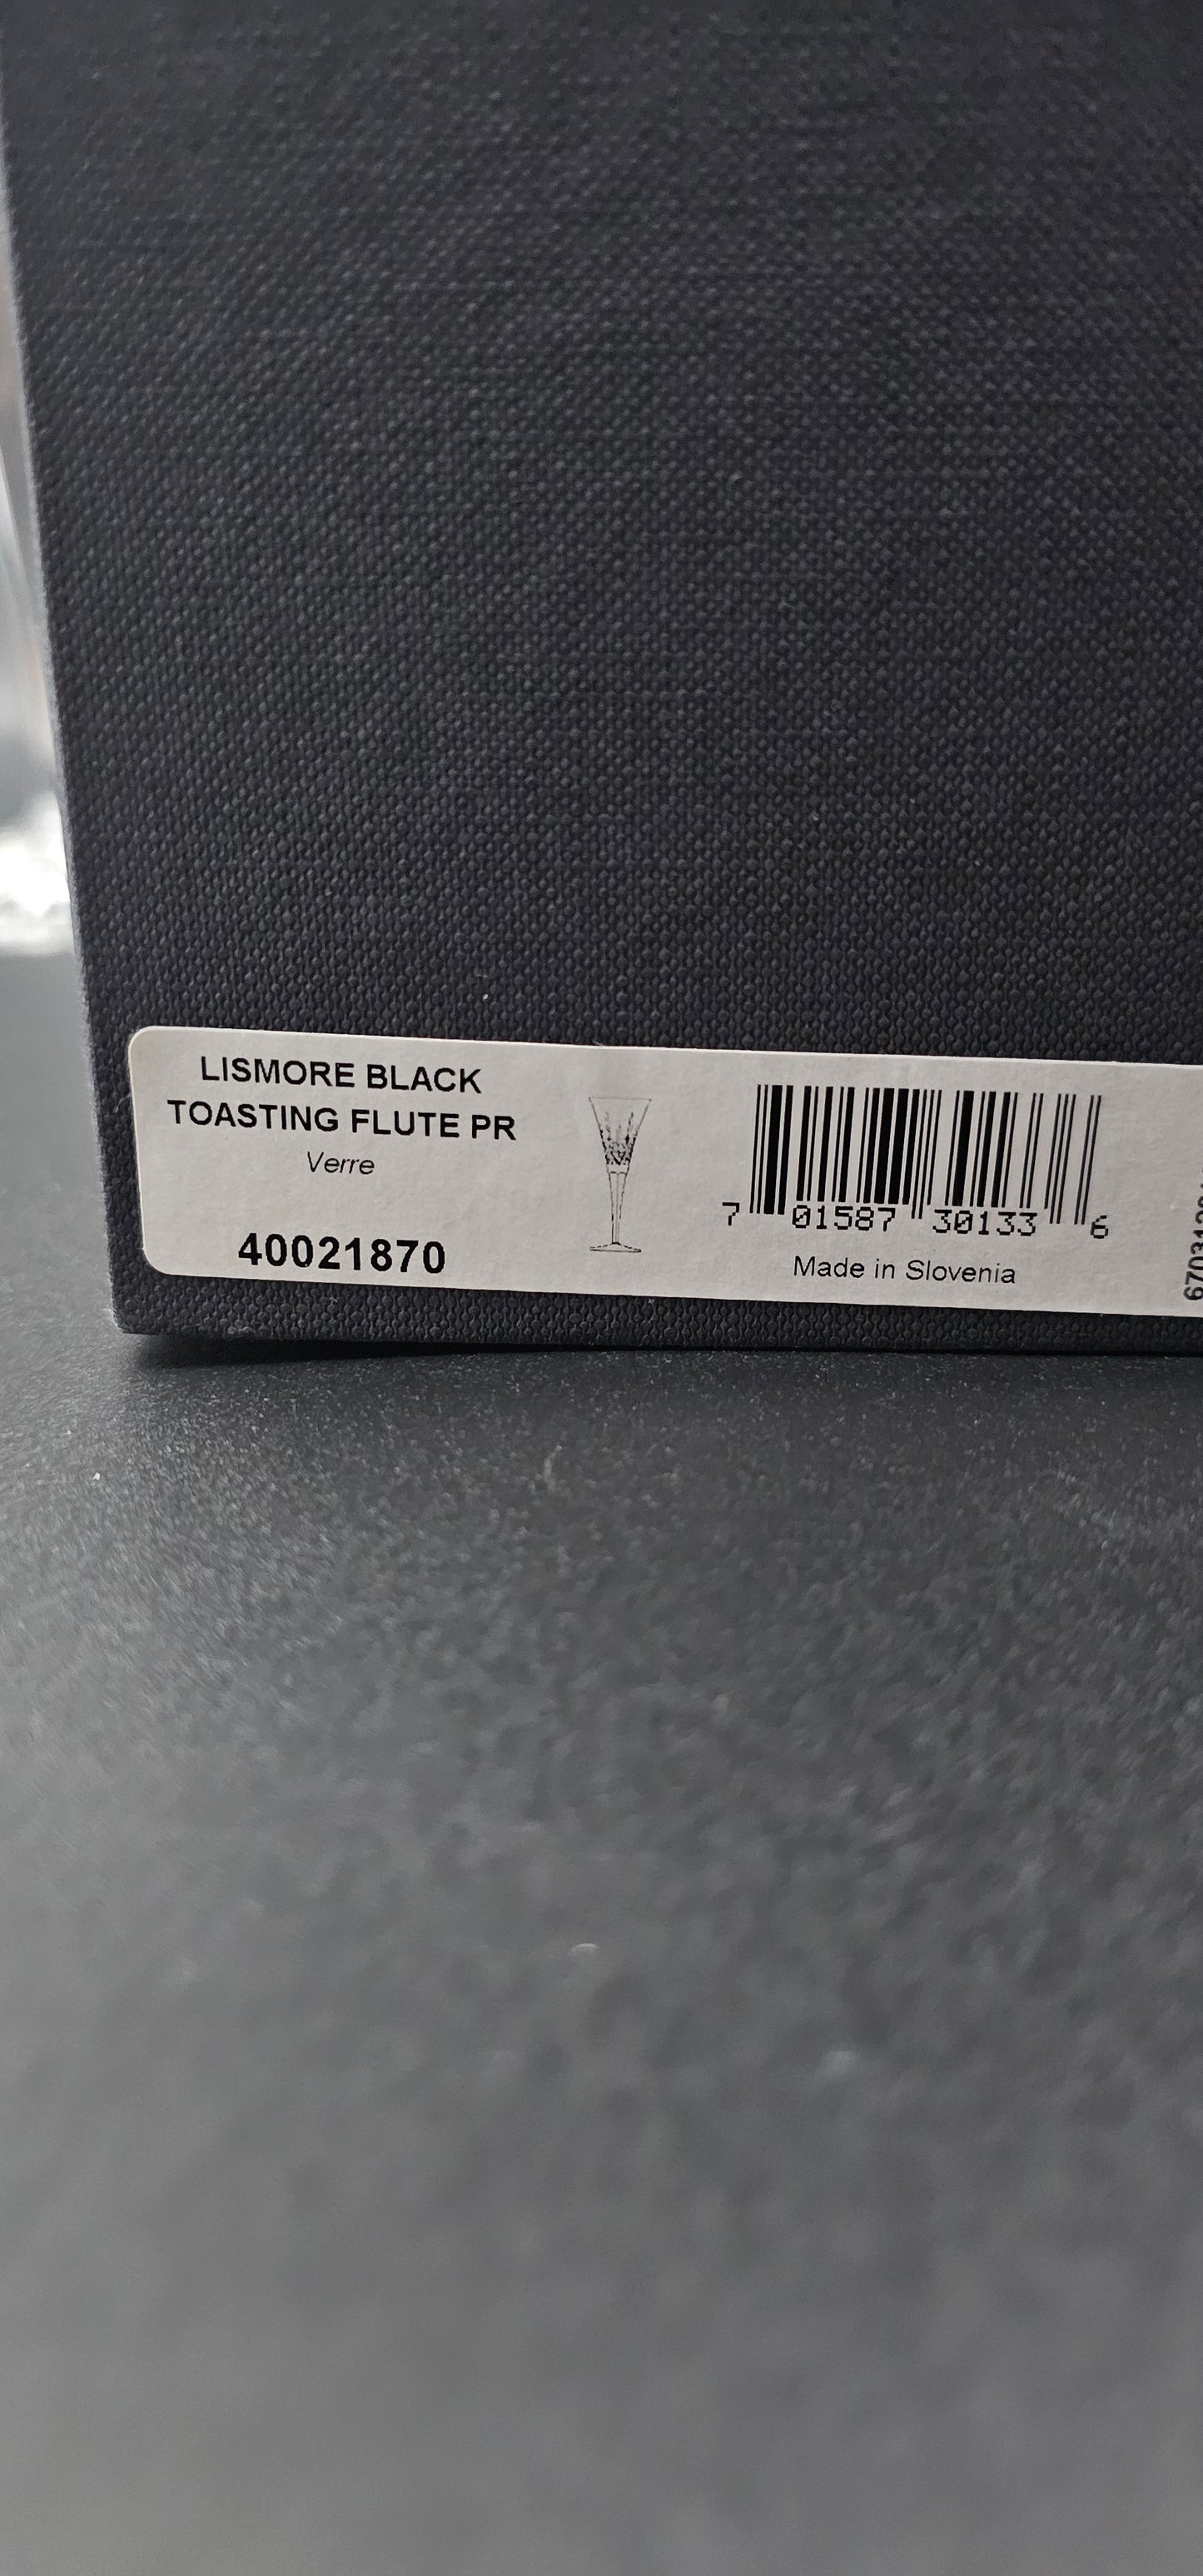 LISMORE BLACK
TOASTING FLUTE PR
Verre
40021870
7 01587 30133 6
Made in Slovenia